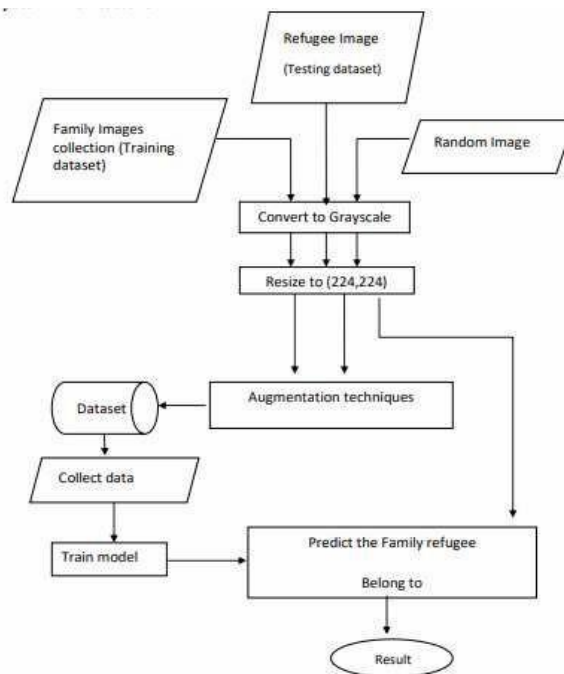 Refugee Image
(Testing dataset)
Family Images
collection (Training
dataset)
Random Image
Convert to Grayscale
Resize to (224,224)
Augmentation techniques
Dataset
Collect data
Train model
Predict the Family refugee
Belong to
Result